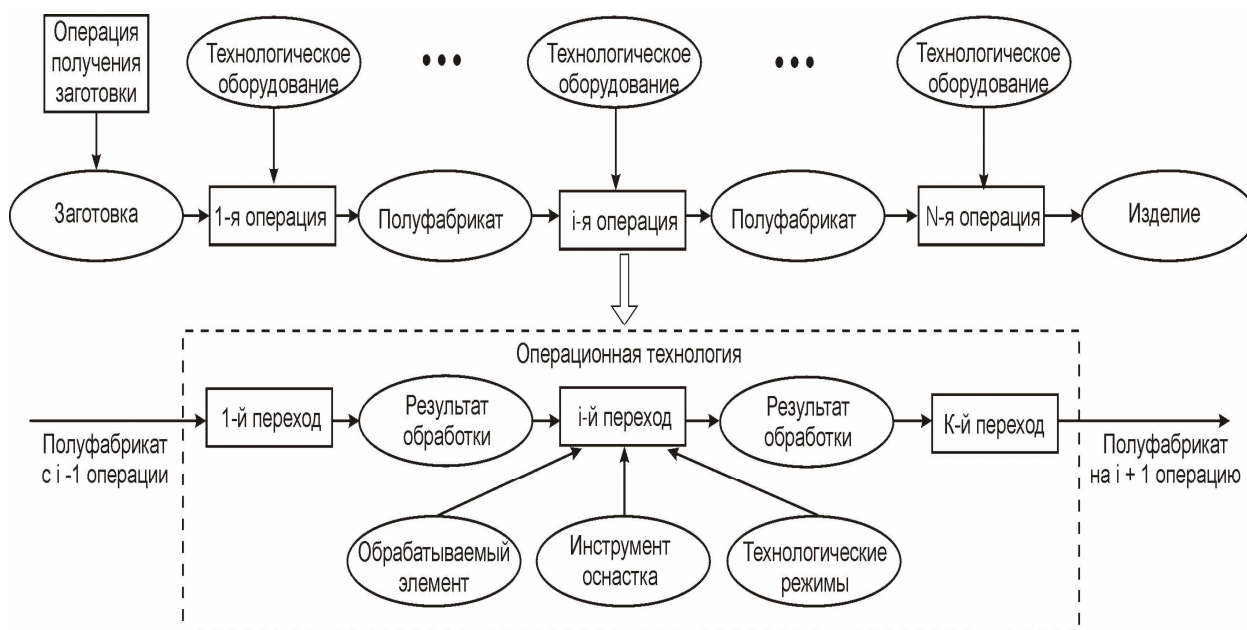 Операция
получения
заготовки
Технологическое
оборудование
•••
Технологическое
оборудование
•••
Технологическое
оборудование
Заготовка
1-я операция
Полуфабрикат
i-я операция
Полуфабрикат
N-я операция
Изделие
Операционная технология
1-й переход
Результат
обработки
i-й переход
Результат
обработки
К-й переход
Полуфабрикат
с i -1 операции
Полуфабрикат
на i + 1 операцию
Обрабатываемый
элемент
Инструмент
оснастка
Технологические
режимы